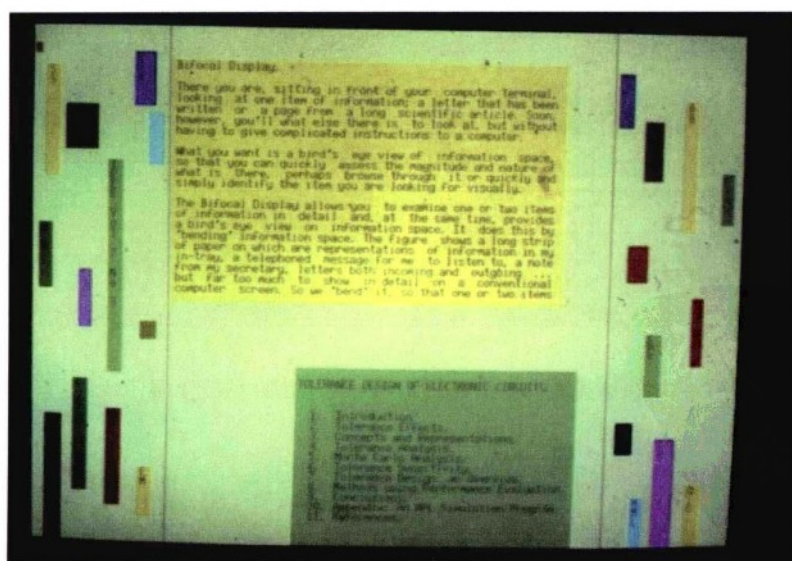 Bifocal Display.
There you are, sitting in front of your computer terminal,
looking at one item of information; a letter that has been
written or a page from a long scientific article. Soon,
however, you'll what else there is to look at, but without
having to give complicated instructions to a computer.
What you want is a bird's eye view of information space,
so that you can quickly assess the magnitude and nature of
what is there, perhaps browse through it or quickly and
simply identify the item you are looking for visually.
The Bifocal Display allows you to examine one or two items
of information in detail and, at the same time, provides
a bird's eye view on information space. It does this by
"bending" information space. The figure shows a long strip
of paper on which are representations of information in my
in-tray, a telephoned message for me to listen to, a note
from my secretary, letters both incoming and outgoing ...
but far too much to show in detail on a conventional
computer screen. So we "bend" it, so that one or two items
TOLERANCE DESIGN OF ELECTRONIC CIRCUITS
Introduction
Tolerance Effects.
Concepts and Representations.
Tolerance Analysis.
Monte Carlo Analysis.
Tolerance Sensitivity.
Tolerance Design: an Overview.
Methods using Performance Evaluation
Conclusions.
Appendix: An APL Simulation Program
References.